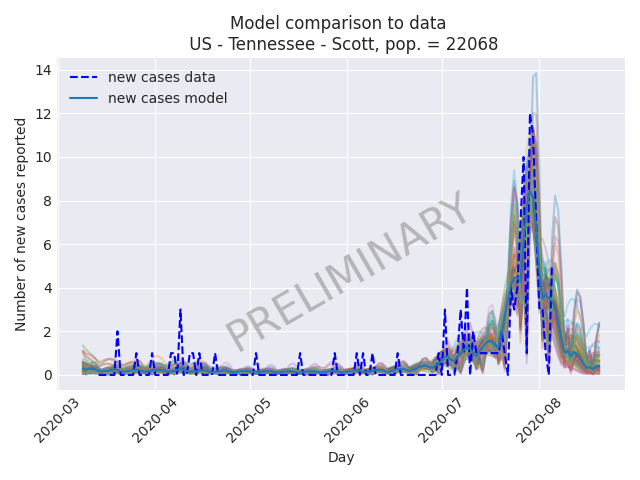 Model comparison to data
US - Tennessee - Scott, pop. = 22068
14
12
10
8
6
4
2
0
Number of new cases reported
new cases data
new cases model
PRELIMINARY
2020-03
2020-04
2020-05
2020-06
2020-07
2020-08
Day